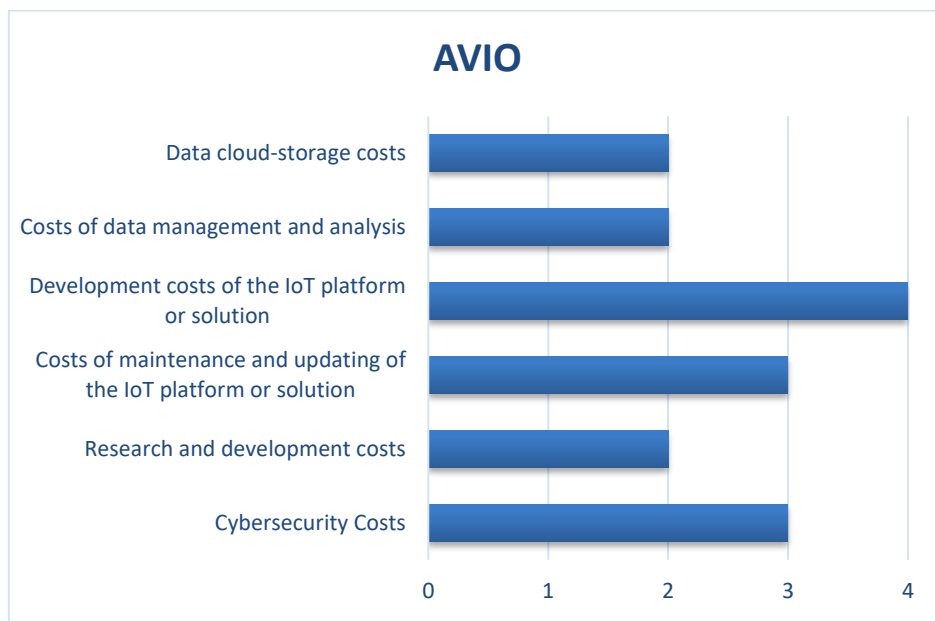 AVIO
Data cloud-storage costs
Costs of data management and analysis
Development costs of the IoT platform
or solution
Costs of maintenance and updating of
the IoT platform or solution
Research and development costs
Cybersecurity Costs
0 1 2 3 4